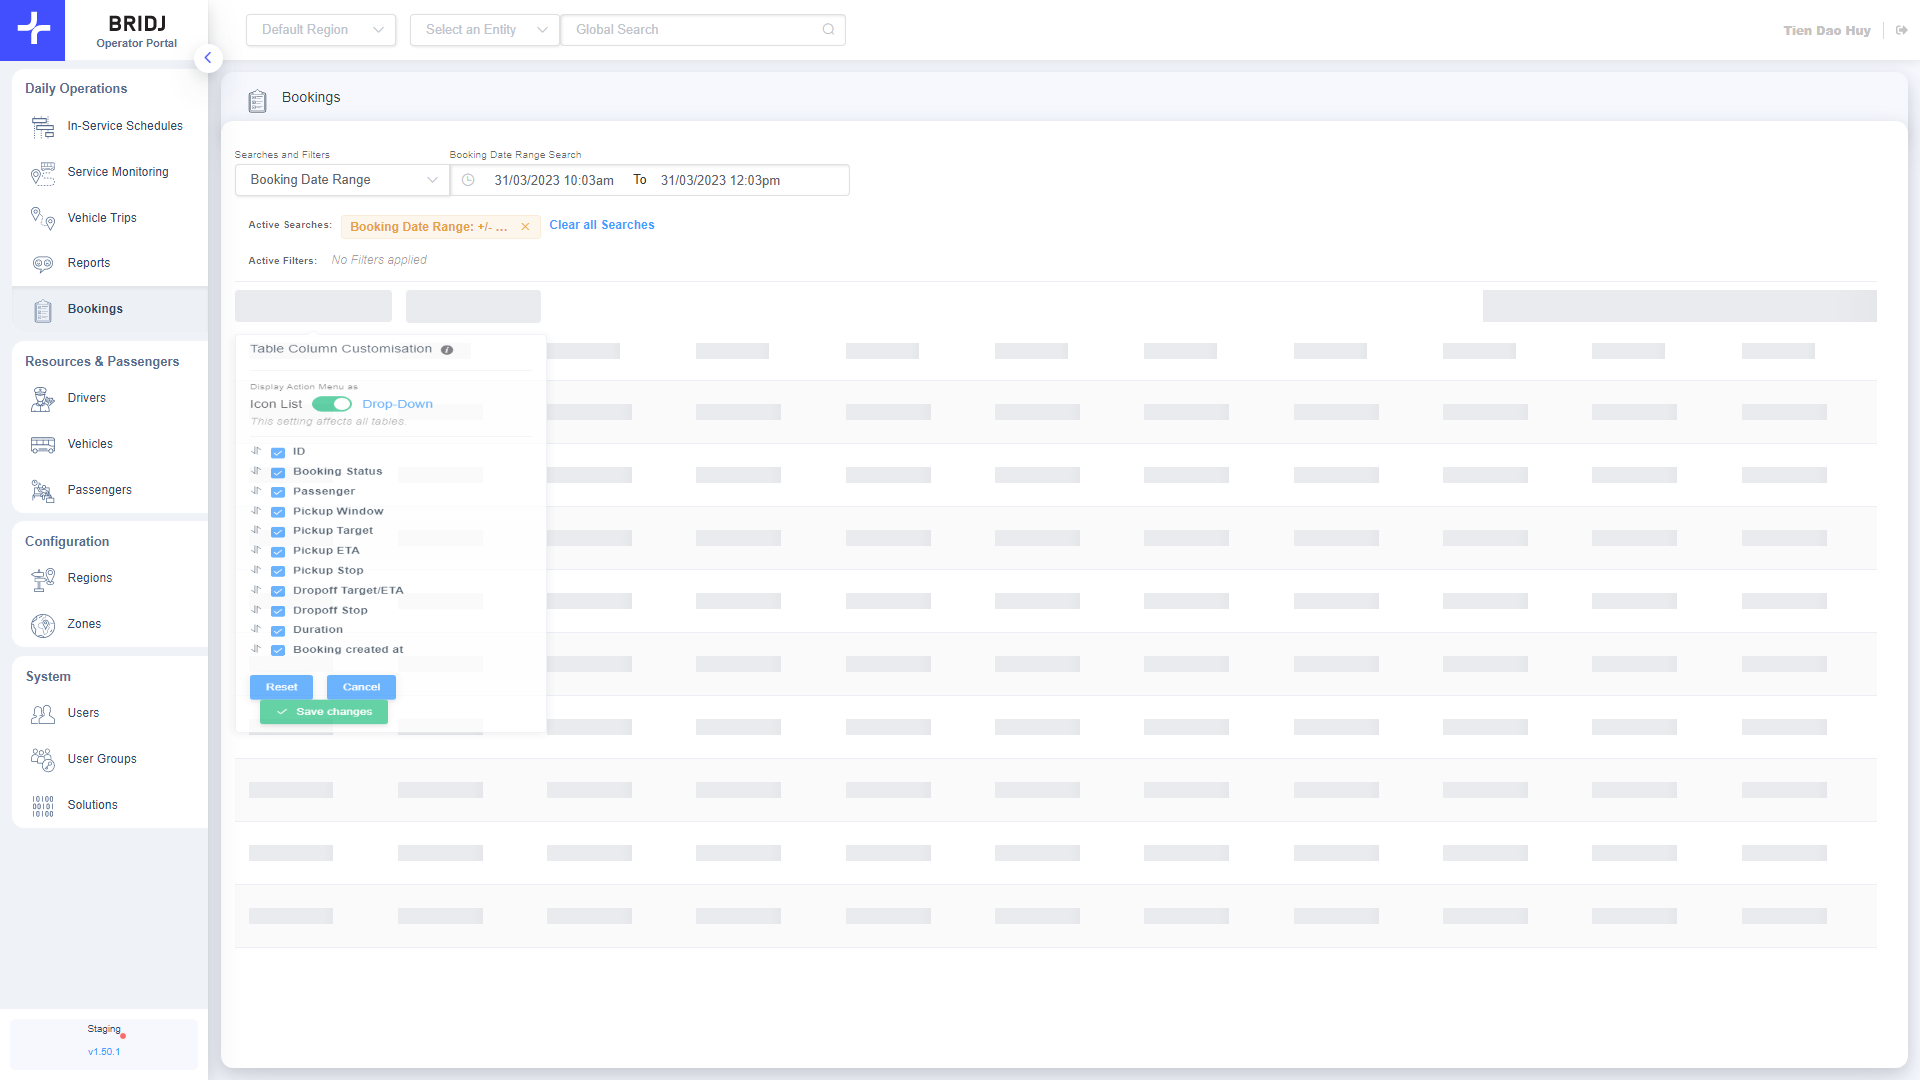 BRIDJ
Operator Portal
Default Region
Select an Entity
Global Search
Tien Dao Huy
Daily Operations
In-Service Schedules
Service Monitoring
Vehicle Trips
Reports
Bookings
Resources & Passengers
Drivers
Vehicles
Passengers
Configuration
Regions
Zones
System
Users
User Groups
10100
00101
10100
Solutions
Staging
v1.50.1
Bookings
Searches and Filters
Booking Date Range Search
Booking Date Range
31/03/2023 10:03am To 31/03/2023 12:03pm
Active Searches: Booking Date Range: +/- ... Clear all Searches
Active Filters: No Filters applied
Table Column Customisation
Display Action Menu as
Icon List Drop-Down
This setting affects all tables.
ID
Booking Status
Passenger
Pickup Window
Pickup Target
Pickup ETA
Pickup Stop
Dropoff Target/ETA
Dropoff Stop
Duration
Booking created at
Reset
Cancel
Save changes